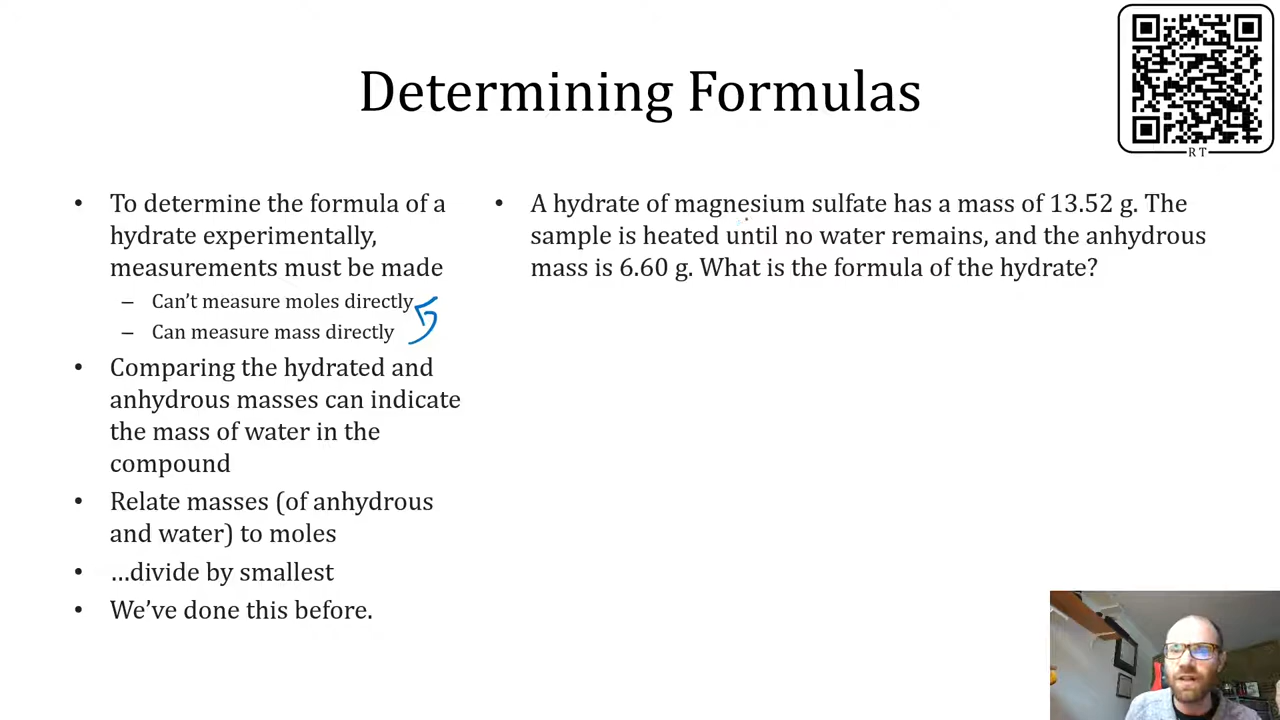 Determining Formulas
RT
• To determine the formula of a
hydrate experimentally,
measurements must be made
– Can't measure moles directly
– Can measure mass directly
• Comparing the hydrated and
anhydrous masses can indicate
the mass of water in the
compound
• Relate masses (of anhydrous
and water) to moles
• …divide by smallest
• We've done this before.
• A hydrate of magnesium sulfate has a mass of 13.52 g. The
sample is heated until no water remains, and the anhydrous
mass is 6.60 g. What is the formula of the hydrate?